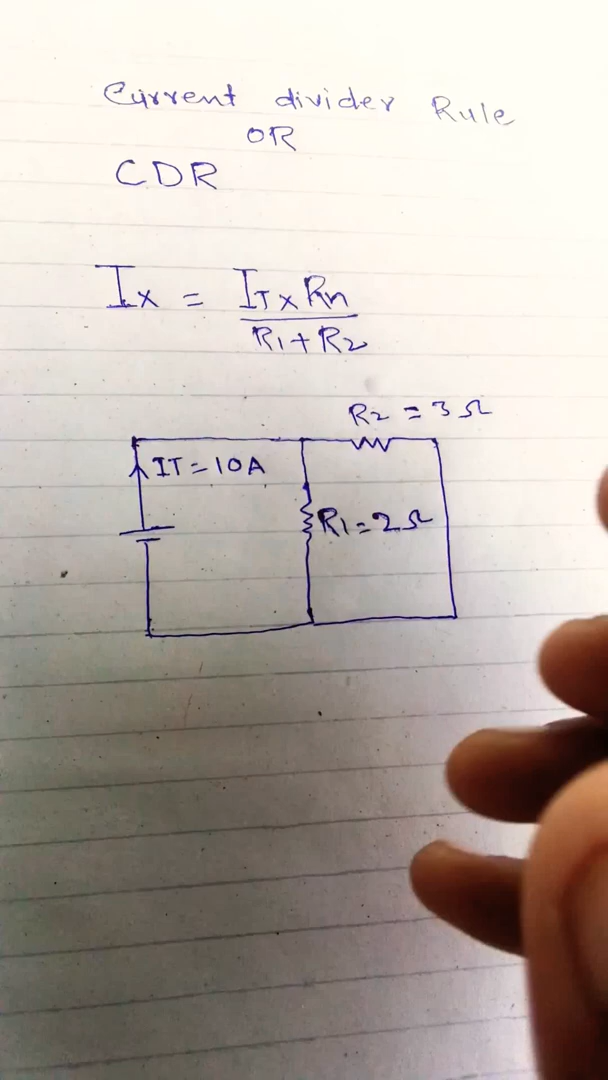 Current divider Rule
OR
CDR
Ix = IT x Rn
R1 + R2
R2 = 3 Ω
IT = 10A
R1 = 2 Ω